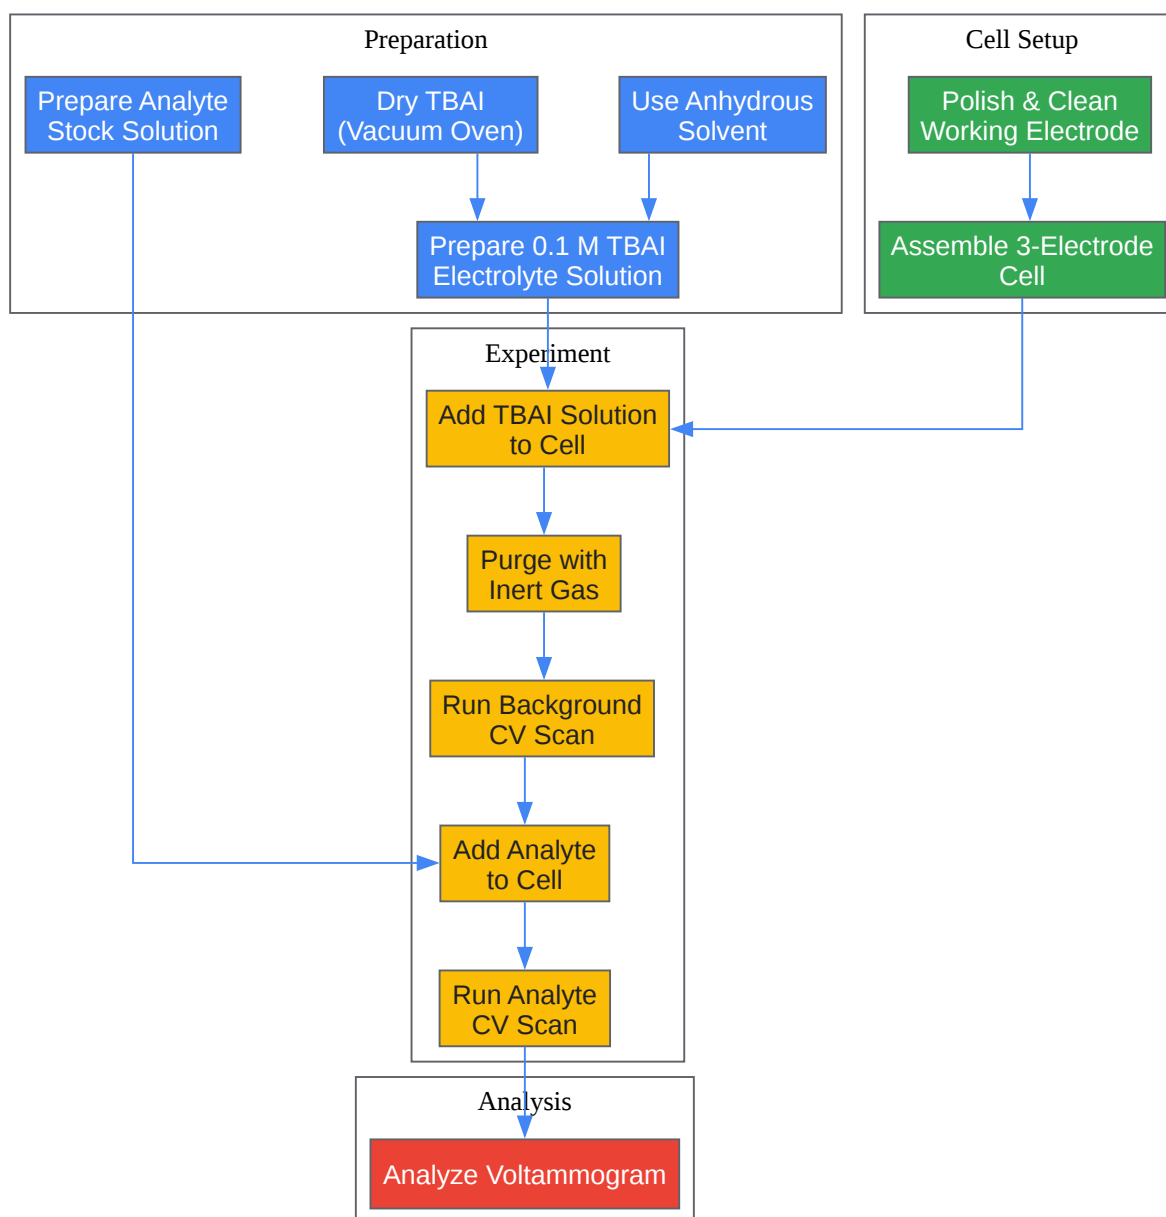 Preparation
Prepare Analyte
Stock Solution
Dry TBAI
(Vacuum Oven)
Use Anhydrous
Solvent
Prepare 0.1 M TBAI
Electrolyte Solution
Cell Setup
Polish & Clean
Working Electrode
Assemble 3-Electrode
Cell
Experiment
Add TBAI Solution
to Cell
Purge with
Inert Gas
Run Background
CV Scan
Add Analyte
to Cell
Run Analyte
CV Scan
Analysis
Analyze Voltammogram